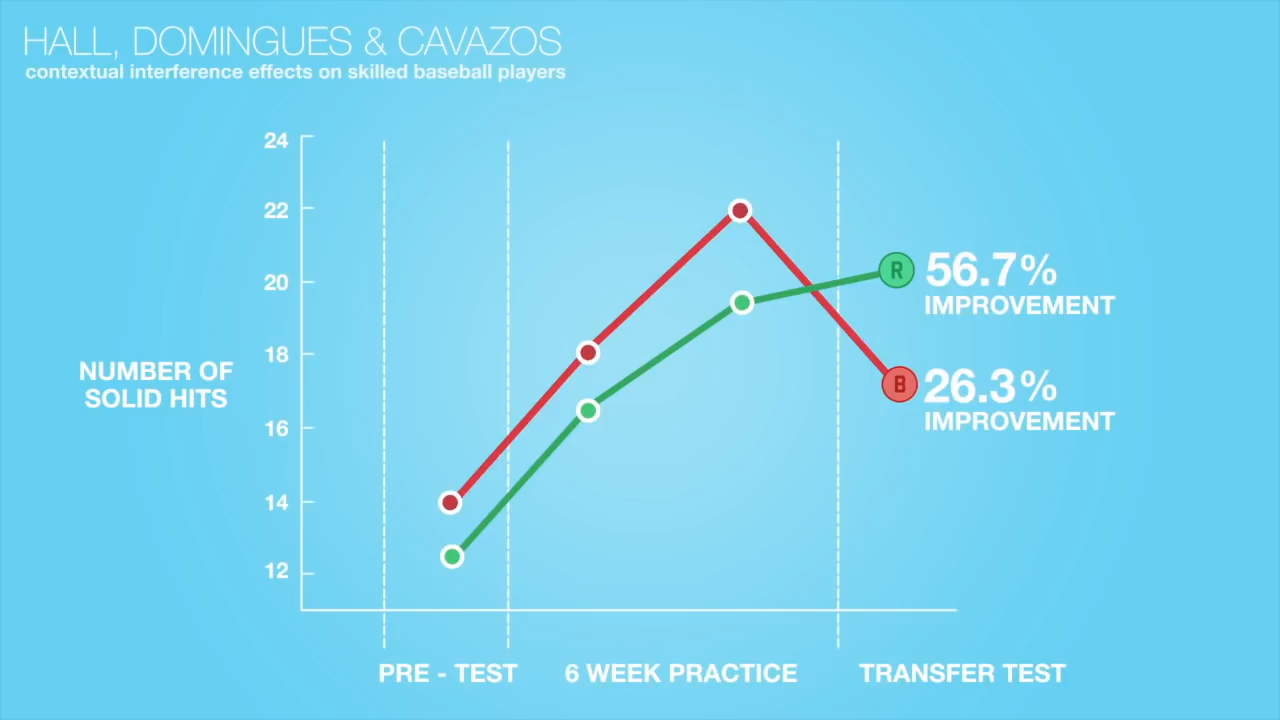 HALL, DOMINGUES & CAVAZOS
contextual interference effects on skilled baseball players
24
22
20
18
16
14
12
NUMBER OF
SOLID HITS
R
56.7%
IMPROVEMENT
B
26.3%
IMPROVEMENT
PRE - TEST
6 WEEK PRACTICE
TRANSFER TEST